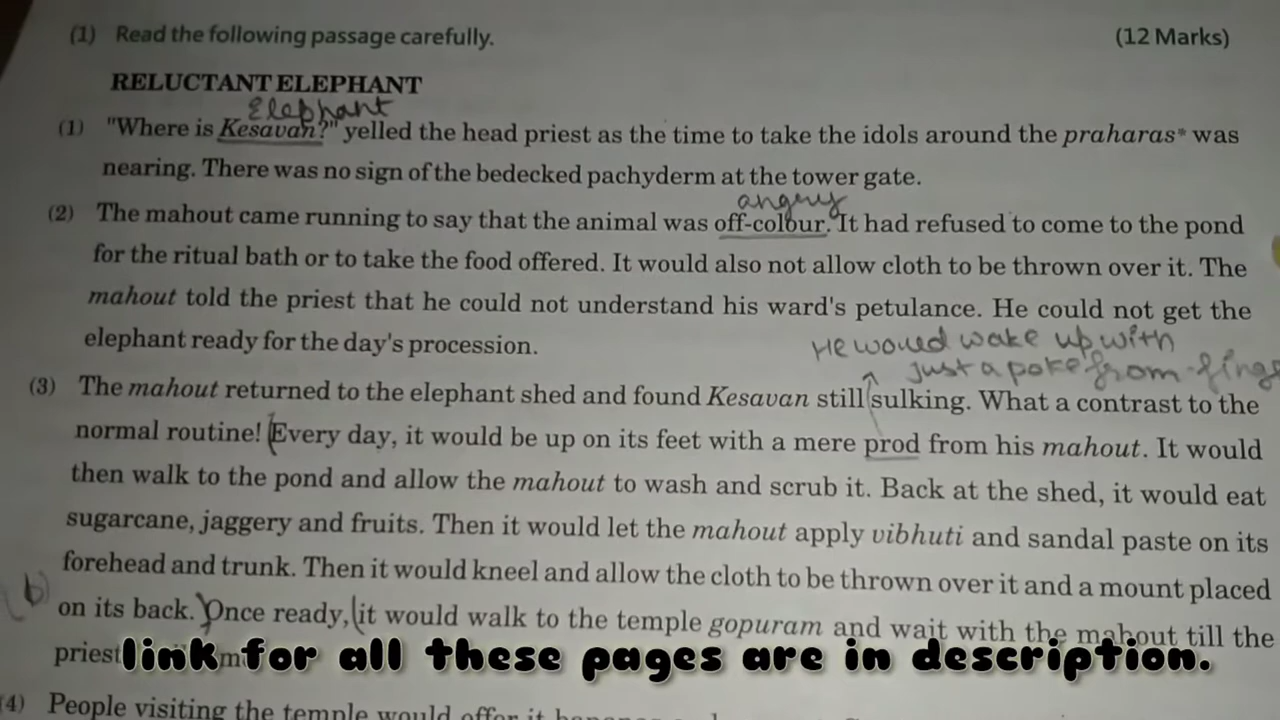 (1) Read the following passage carefully. (12 Marks)
RELUCTANT ELEPHANT
Elephant
(1) "Where is Kesavan?" yelled the head priest as the time to take the idols around the praharas* was
nearing. There was no sign of the bedecked pachyderm at the tower gate.
angry
(2) The mahout came running to say that the animal was off-colour. It had refused to come to the pond
for the ritual bath or to take the food offered. It would also not allow cloth to be thrown over it. The
mahout told the priest that he could not understand his ward's petulance. He could not get the
elephant ready for the day's procession.
He would wake up with
just a poke from
(3) The mahout returned to the elephant shed and found Kesavan still sulking. What a contrast to the
normal routine! Every day, it would be up on its feet with a mere prod from his mahout. It would
then walk to the pond and allow the mahout to wash and scrub it. Back at the shed, it would eat
sugarcane, jaggery and fruits. Then it would let the mahout apply vibhuti and sandal paste on its
forehead and trunk. Then it would kneel and allow the cloth to be thrown over it and a mount placed
b
on its back. Once ready, it would walk to the temple gopuram and wait with the mahout till the
priest
link for all these pages are in description.
(4) People visiting the temple would offer it